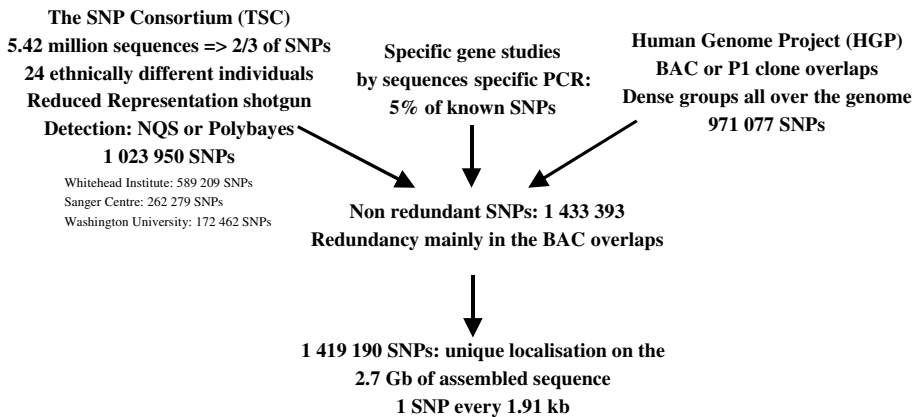 The SNP Consortium (TSC)
5.42 million sequences => 2/3 of SNPs
24 ethnically different individuals
Reduced Representation shotgun
Detection: NQS or Polybayes
1 023 950 SNPs
Whitehead Institute: 589 209 SNPs
Sanger Centre: 262 279 SNPs
Washington University: 172 462 SNPs
Specific gene studies
by sequences specific PCR:
5% of known SNPs
Human Genome Project (HGP)
BAC or P1 clone overlaps
Dense groups all over the genome
971 077 SNPs
Non redundant SNPs: 1 433 393
Redundancy mainly in the BAC overlaps
1 419 190 SNPs: unique localisation on the
2.7 Gb of assembled sequence
1 SNP every 1.91 kb